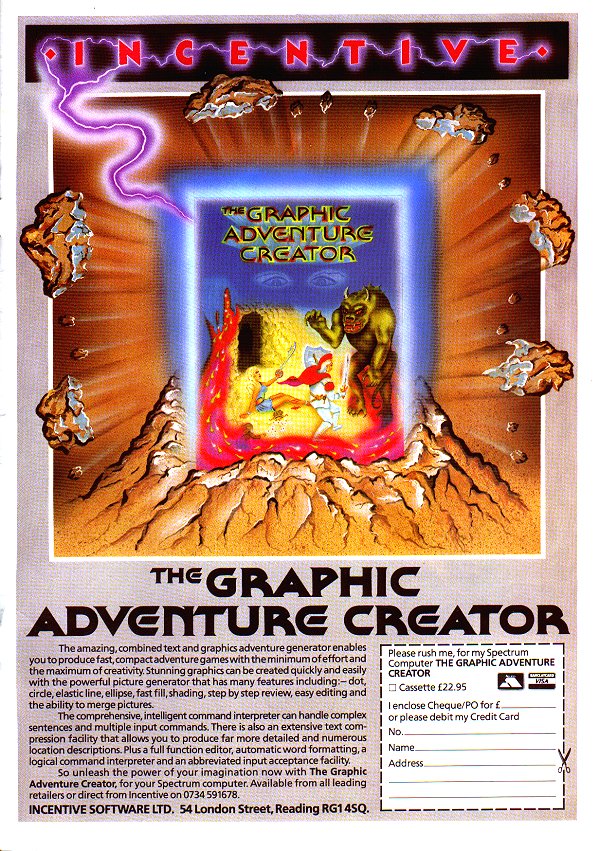 INCENTIVE
THE GRAPHIC
ADVENTURE
CREATOR
THE GRAPHIC
ADVENTURE CREATOR
The amazing, combined text and graphics adventure generator enables
you to produce fast, compact adventure games with the minimum of effort and
the maximum of creativity. Stunning graphics can be created quickly and easily
with the powerful picture generator that has many features including:– dot,
circle, elastic line, ellipse, fast fill, shading, step by step review, easy editing and
the ability to merge pictures.
The comprehensive, intelligent command interpreter can handle complex
sentences and multiple input commands. There is also an extensive text com-
pression facility that allows you to produce far more detailed and numerous
location descriptions. Plus a full function editor, automatic word formatting, a
logical command interpreter and an abbreviated input acceptance facility.
So unleash the power of your imagination now with The Graphic
Adventure Creator, for your Spectrum computer. Available from all leading
retailers or direct from Incentive on 0734 591678.
INCENTIVE SOFTWARE LTD. 54 London Street, Reading RG1 4SQ.
Please rush me, for my Spectrum
Computer THE GRAPHIC ADVENTURE
CREATOR
Cassette £22.95
BARCLAYCARD
VISA
I enclose Cheque/PO for £
or please debit my Credit Card
No.
Name
Address